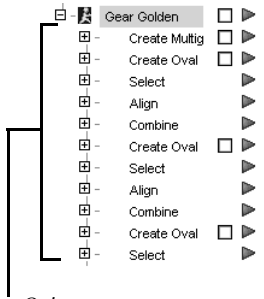 Gear Golden
Create Multig
Create Oval
Select
Align
Combine
Create Oval
Select
Align
Combine
Create Oval
Select